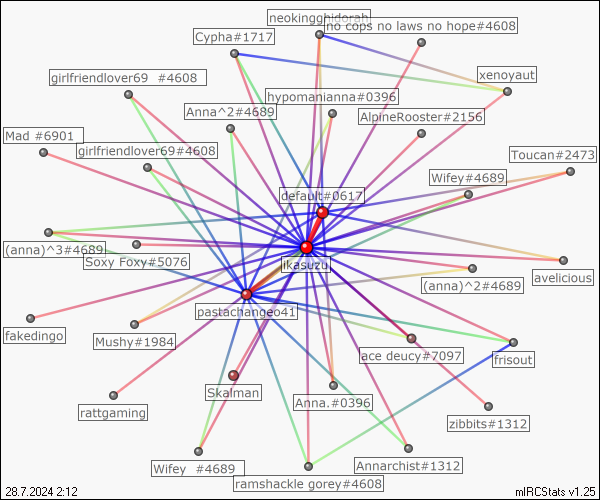 neokingghidorah
no cops no laws no hope#4608
Cypha#1717
girlfriendlover69 #4608
xenoyaut
hypomanianna#0396
Anna^2#4689
AlpineRooster#2156
Mad #6901
girlfriendlover69#4608
Toucan#2473
Wifey#4689
default#0617
(anna)^3#4689
Soxy Foxy#5076
ikasuzu
avelicious
(anna)^2#4689
pastachangeo41
fakedingo
Mushy#1984
ace deucy#7097
frisout
Skalman
Anna.#0396
rattgaming
zibbits#1312
Wifey #4689
Annarchist#1312
ramshackle gorey#4608
28.7.2024 2:12
mIRCStats v1.25